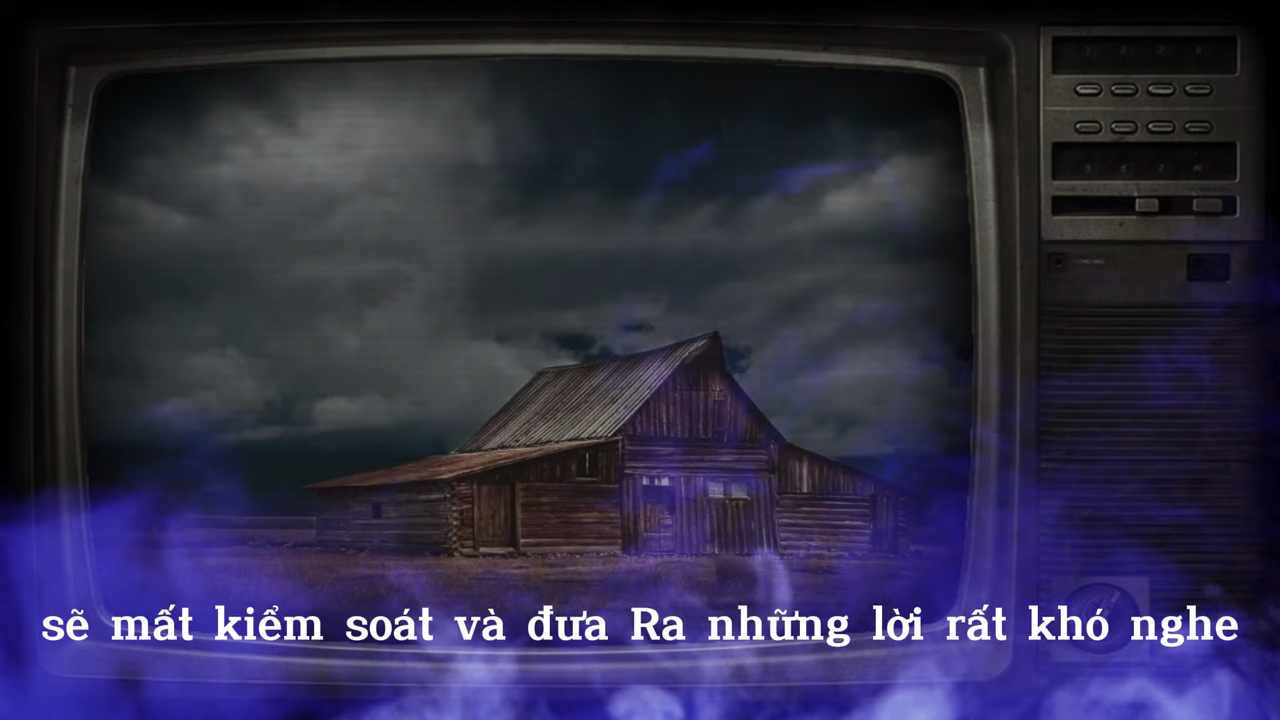 sẽ mất kiểm soát và đưa Ra những lời rất khó nghe